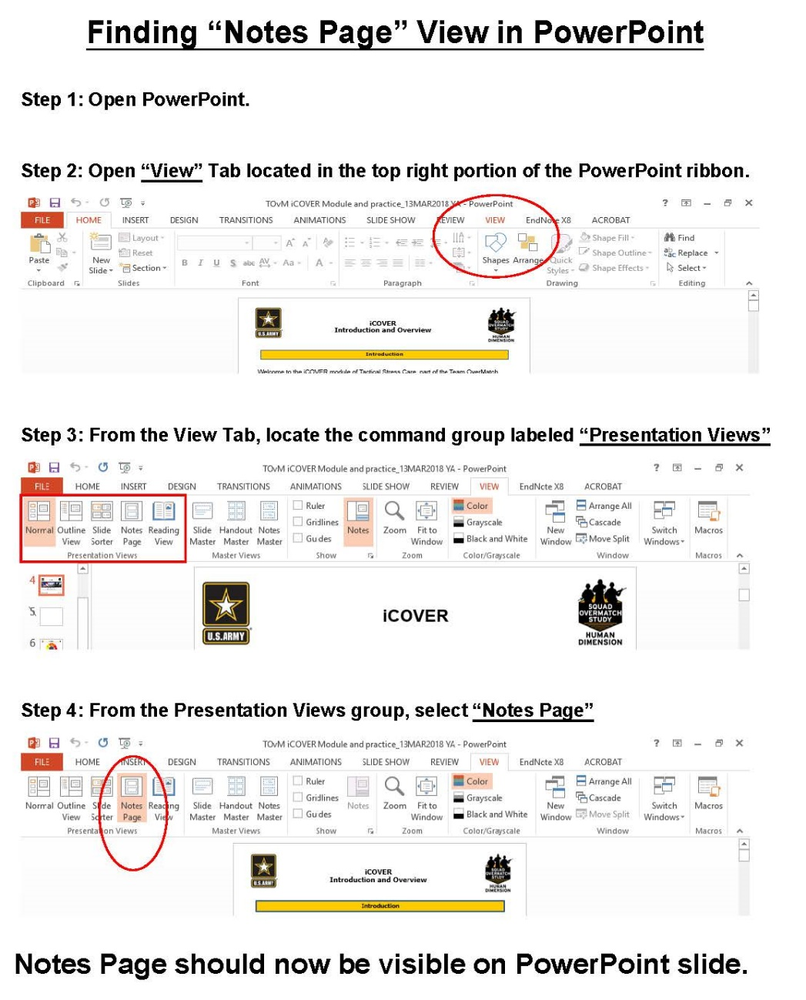 Finding “Notes Page” View in PowerPoint
Step 1: Open PowerPoint.
Step 2: Open “View” Tab located in the top right portion of the PowerPoint ribbon.
TOvM iCOVER Module and practice_13MAR2018 YA - PowerPoint
FILE HOME INSERT DESIGN TRANSITIONS ANIMATIONS SLIDE SHOW REVIEW VIEW EndNote X8 ACROBAT
Layout Shape Fill Find
Paste New Slide Reset Shapes Arrange Quick Styles Shape Outline Replace
Section B I U S abc AV Aa A Shape Effects Select
Clipboard Slides Font Paragraph Drawing Editing
U.S.ARMY
iCOVER
Introduction and Overview
SQUAD
OVERMATCH
STUDY
HUMAN
DIMENSION
Introduction
Welcome to the iCOVER module of Tactical Stress Care, part of the Team OverMatch
Step 3: From the View Tab, locate the command group labeled “Presentation Views”
TOvM iCOVER Module and practice_13MAR2018 YA - PowerPoint
FILE HOME INSERT DESIGN TRANSITIONS ANIMATIONS SLIDE SHOW REVIEW VIEW EndNote X8 ACROBAT
Ruler Color Arrange All
Gridlines Grayscale Cascade
Guides Black and White Move Split
Normal Outline Slide Notes Reading Slide Handout Notes Notes Zoom Fit to New Switch Macros
View Sorter Page View Master Master Master Window Window Windows
Presentation Views Master Views Show Zoom Color/Grayscale Window Macros
4
5
6
U.S.ARMY
iCOVER
SQUAD
OVERMATCH
STUDY
HUMAN
DIMENSION
Step 4: From the Presentation Views group, select “Notes Page”
TOvM iCOVER Module and practice_13MAR2018 YA - PowerPoint
FILE HOME INSERT DESIGN TRANSITIONS ANIMATIONS SLIDE SHOW REVIEW VIEW EndNote X8 ACROBAT
Ruler Color Arrange All
Gridlines Grayscale Cascade
Guides Black and White Move Split
Normal Outline Slide Notes Reading Slide Handout Notes Notes Zoom Fit to New Switch Macros
View Sorter Page View Master Master Master Window Window Windows
Presentation Views Master Views Show Zoom Color/Grayscale Window Macros
U.S.ARMY
iCOVER
Introduction and Overview
SQUAD
OVERMATCH
STUDY
HUMAN
DIMENSION
Introduction
Notes Page should now be visible on PowerPoint slide.